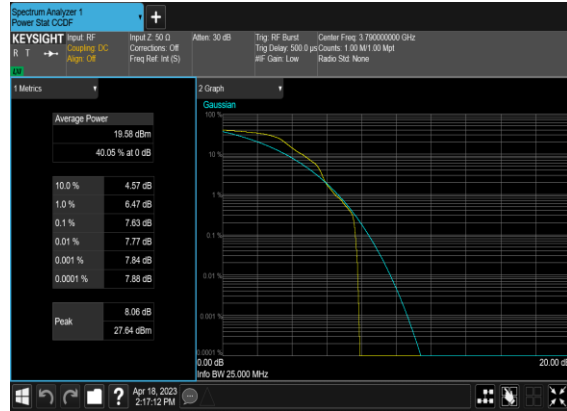 Spectrum Analyzer 1
Power Stat CCDF
KEYSIGHT
R T
Input: RF
Coupling: DC
Align: Off
Input Z: 50 Ω
Corrections: Off
Freq Ref: Int (S)
Atten: 30 dB
Trig: RF Burst
Trig Delay: 500.0 µs
#IF Gain: Low
Center Freq: 3.790000000 GHz
Counts: 1.00 M/1.00 Mpt
Radio Std: None
1 Metrics
Average Power
19.58 dBm
40.05 % at 0 dB
10.0 % 4.57 dB
1.0 % 6.47 dB
0.1 % 7.63 dB
0.01 % 7.77 dB
0.001 % 7.84 dB
0.0001 % 7.88 dB
Peak
8.06 dB
27.64 dBm
2 Graph
Gaussian
100 %
10 %
1 %
0.1 %
0.01 %
0.001 %
0.0001 %
0.00 dB
20.00 dB
Info BW 25.000 MHz
?
Apr 18, 2023
2:17:12 PM